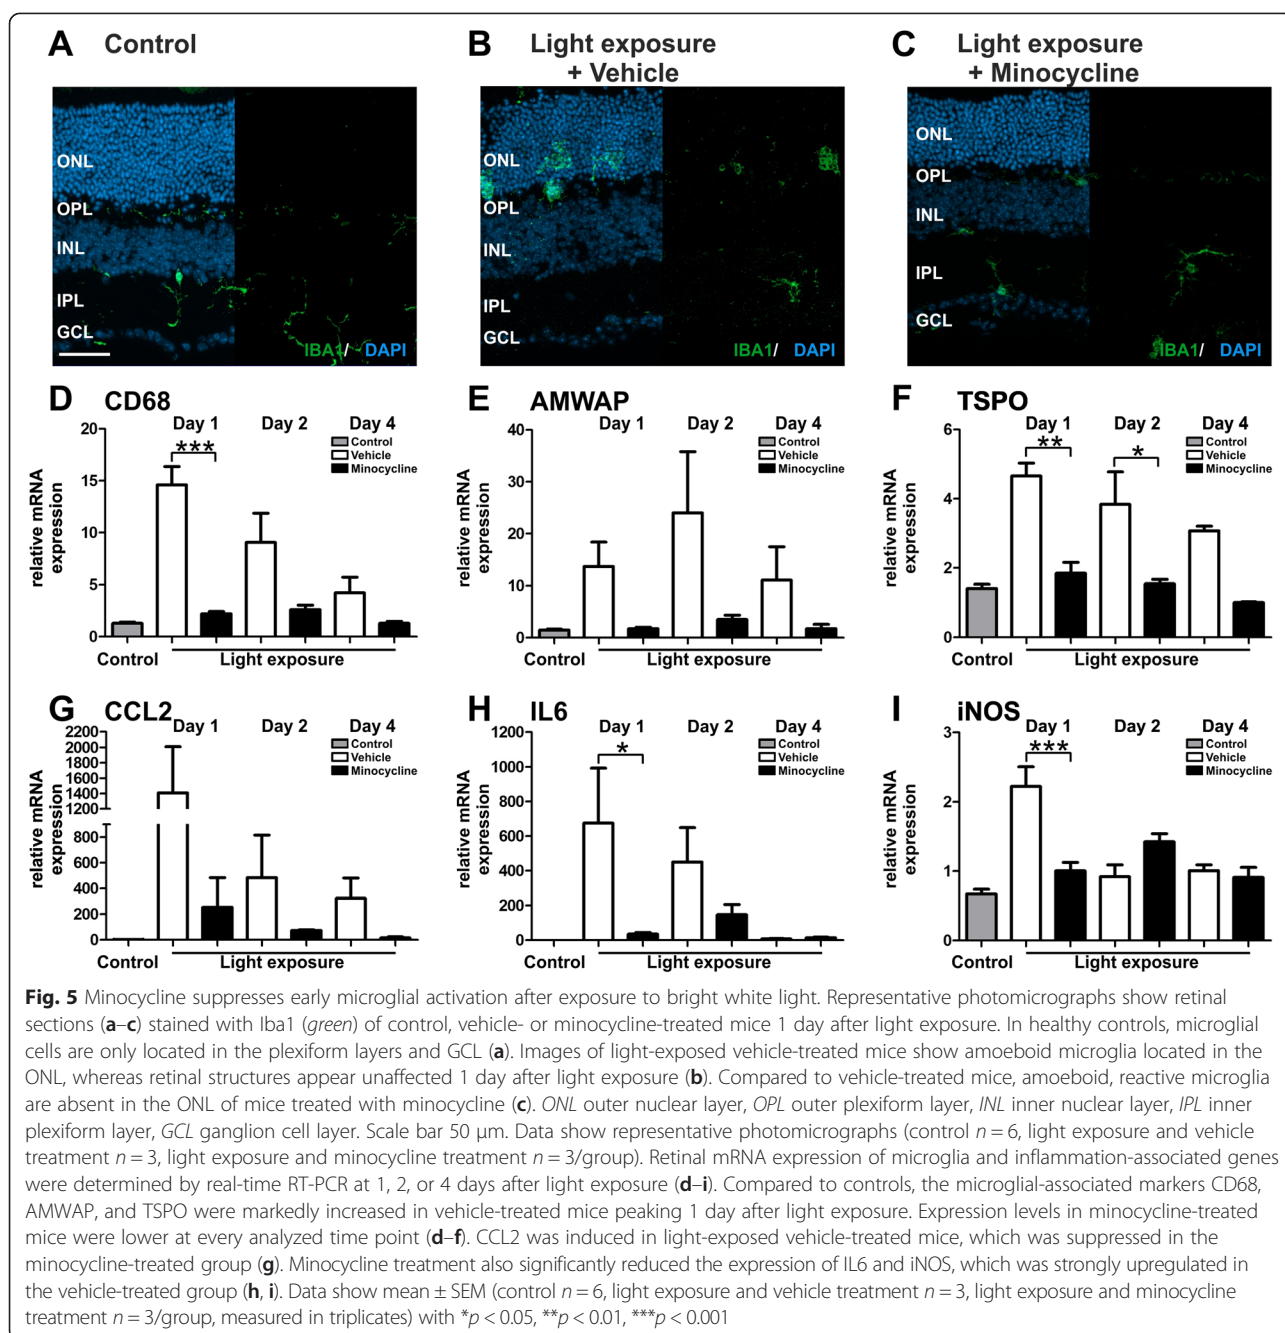 A Control
B Light exposure
+ Vehicle
C Light exposure
+ Minocycline
ONL
OPL
INL
IPL
GCL
IBA1/ DAPI
ONL
OPL
INL
IPL
GCL
IBA1/ DAPI
ONL
OPL
INL
IPL
GCL
IBA1/ DAPI
D CD68
Day 1 Day 2 Day 4
Control
Vehicle
Minocycline
***
relative mRNA
expression
20
15
10
5
0
Control Light exposure
E AMWAP
Day 1 Day 2 Day 4
Control
Vehicle
Minocycline
relative mRNA
expression
40
30
20
10
0
Control Light exposure
F TSPO
Day 1 Day 2 Day 4
Control
Vehicle
Minocycline
**
*
relative mRNA
expression
6
4
2
0
Control Light exposure
G CCL2
Day 1 Day 2 Day 4
Control
Vehicle
Minocycline
relative mRNA
expression
2200
2000
1800
1600
1400
1200
800
600
400
200
0
Control Light exposure
H IL6
Day 1 Day 2 Day 4
Control
Vehicle
Minocycline
*
relative mRNA
expression
1200
1000
800
600
400
200
0
Control Light exposure
I iNOS
Day 1 Day 2 Day 4
Control
Vehicle
Minocycline
***
relative mRNA
expression
3
2
1
0
Control Light exposure
Fig. 5 Minocycline suppresses early microglial activation after exposure to bright white light. Representative photomicrographs show retinal
sections (a–c) stained with Iba1 (green) of control, vehicle- or minocycline-treated mice 1 day after light exposure. In healthy controls, microglial
cells are only located in the plexiform layers and GCL (a). Images of light-exposed vehicle-treated mice show amoeboid microglia located in the
ONL, whereas retinal structures appear unaffected 1 day after light exposure (b). Compared to vehicle-treated mice, amoeboid, reactive microglia
are absent in the ONL of mice treated with minocycline (c). ONL outer nuclear layer, OPL outer plexiform layer, INL inner nuclear layer, IPL inner
plexiform layer, GCL ganglion cell layer. Scale bar 50 μm. Data show representative photomicrographs (control n = 6, light exposure and vehicle
treatment n = 3, light exposure and minocycline treatment n = 3/group). Retinal mRNA expression of microglia and inflammation-associated genes
were determined by real-time RT-PCR at 1, 2, or 4 days after light exposure (d–i). Compared to controls, the microglial-associated markers CD68,
AMWAP, and TSPO were markedly increased in vehicle-treated mice peaking 1 day after light exposure. Expression levels in minocycline-treated
mice were lower at every analyzed time point (d–f). CCL2 was induced in light-exposed vehicle-treated mice, which was suppressed in the
minocycline-treated group (g). Minocycline treatment also significantly reduced the expression of IL6 and iNOS, which was strongly upregulated in
the vehicle-treated group (h, i). Data show mean ± SEM (control n = 6, light exposure and vehicle treatment n = 3, light exposure and minocycline
treatment n = 3/group, measured in triplicates) with *p < 0.05, **p < 0.01, ***p < 0.001